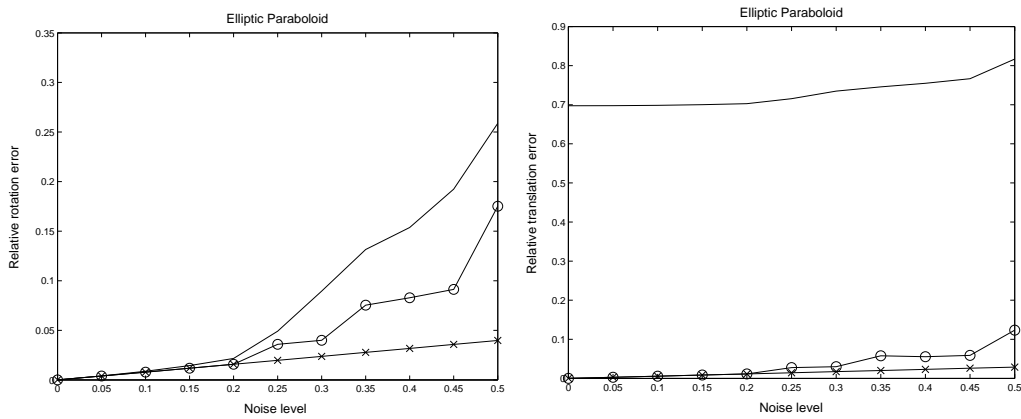 Elliptic Paraboloid
0.35
0.3
0.25
0.2
0.15
0.1
0.05
0
0 0.05 0.1 0.15 0.2 0.25 0.3 0.35 0.4 0.45 0.5
Relative rotation error
Noise level
Elliptic Paraboloid
0.9
0.8
0.7
0.6
0.5
0.4
0.3
0.2
0.1
0
0 0.05 0.1 0.15 0.2 0.25 0.3 0.35 0.4 0.45 0.5
Relative translation error
Noise level